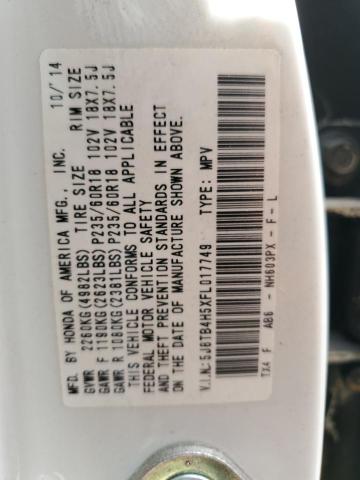 MFD. BY HONDA OF AMERICA MFG., INC. 10/'14
GVWR 2260KG(4982LBS) TIRE SIZE RIM SIZE
GAWR F 1190KG(2623LBS) P235/60R18 102V 18X7.5J
GAWR R 1080KG(2381LBS) P235/60R18 102V 18X7.5J
THIS VEHICLE CONFORMS TO ALL APPLICABLE
FEDERAL MOTOR VEHICLE SAFETY
AND THEFT PREVENTION STANDARDS IN EFFECT
ON THE DATE OF MANUFACTURE SHOWN ABOVE.
V.I.N.:5J8TB4H5XFL017749 TYPE: MPV
TX4 F AB6 - NH603PX - F - L